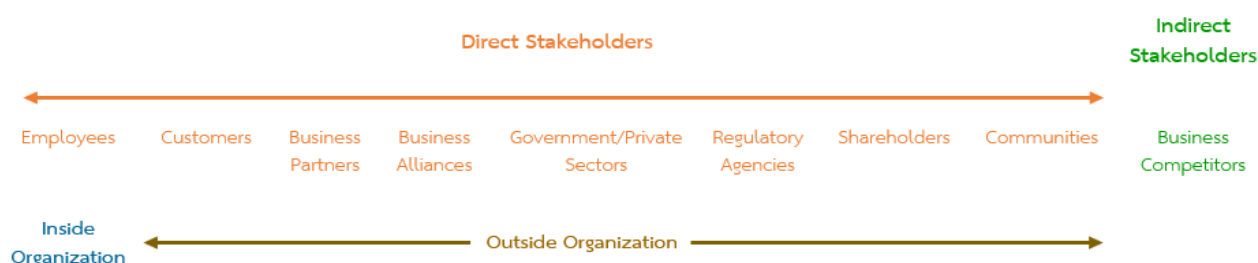 Direct Stakeholders
Indirect
Stakeholders
Employees
Customers
Business
Partners
Business
Alliances
Government/Private
Sectors
Regulatory
Agencies
Shareholders
Communities
Business
Competitors
Inside
Organization
Outside Organization